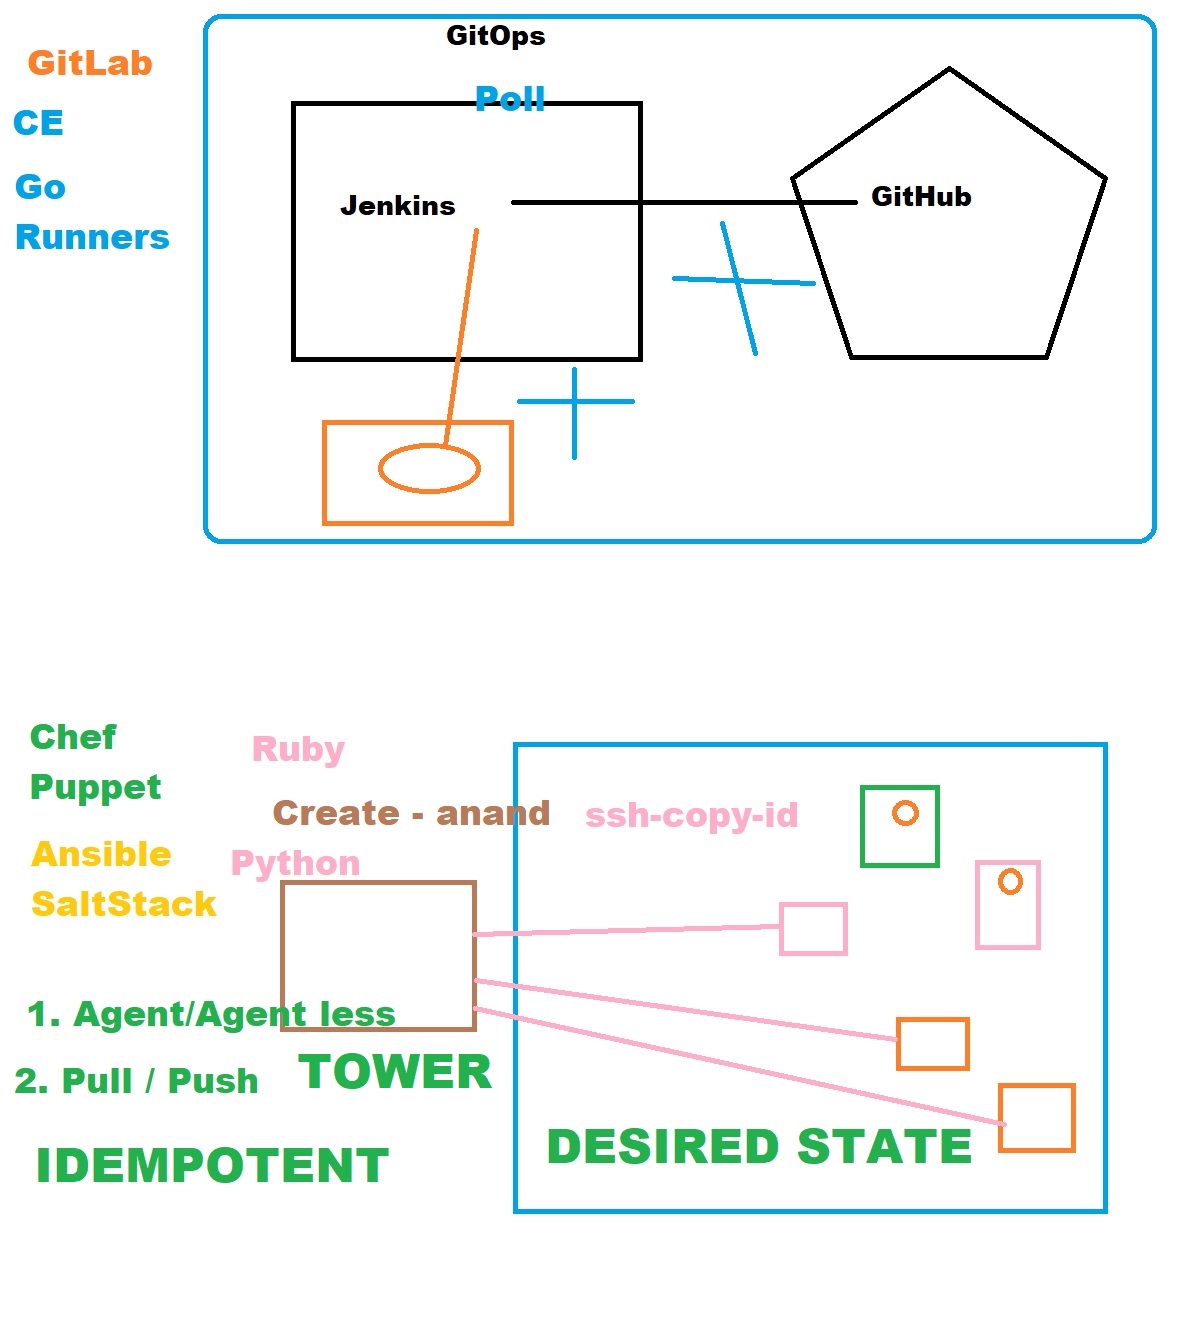 GitOps
GitLab
Poll
CE
Go
Runners
Jenkins
GitHub
Chef
Puppet
Ruby
Create - anand
ssh-copy-id
Ansible
SaltStack
Python
1. Agent/Agent less
2. Pull / Push
TOWER
IDEMPOTENT
DESIRED STATE